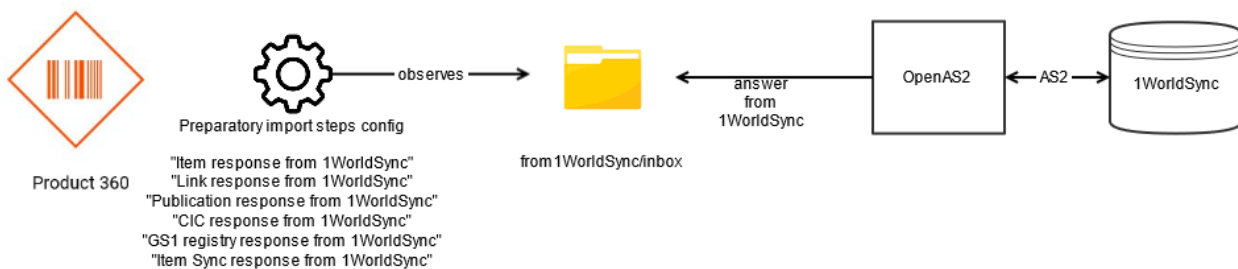 Product 360
Preparatory import steps config
"Item response from 1WorldSync"
"Link response from 1WorldSync"
"Publication response from 1WorldSync"
"CIC response from 1WorldSync"
"GS1 registry response from 1WorldSync"
"Item Sync response from 1WorldSync"
observes
from1WorldSync/inbox
answer
from
1WorldSync
OpenAS2
AS2
1WorldSync